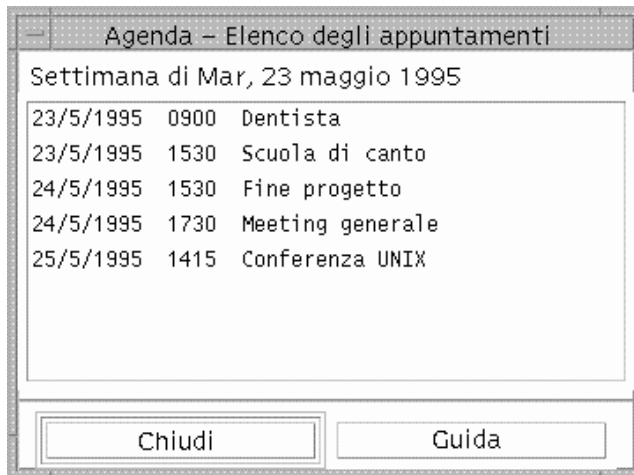 Agenda – Elenco degli appuntamenti
Settimana di Mar, 23 maggio 1995
23/5/1995 0900 Dentista
23/5/1995 1530 Scuola di canto
24/5/1995 1530 Fine progetto
24/5/1995 1730 Meeting generale
25/5/1995 1415 Conferenza UNIX
Chiudi Guida